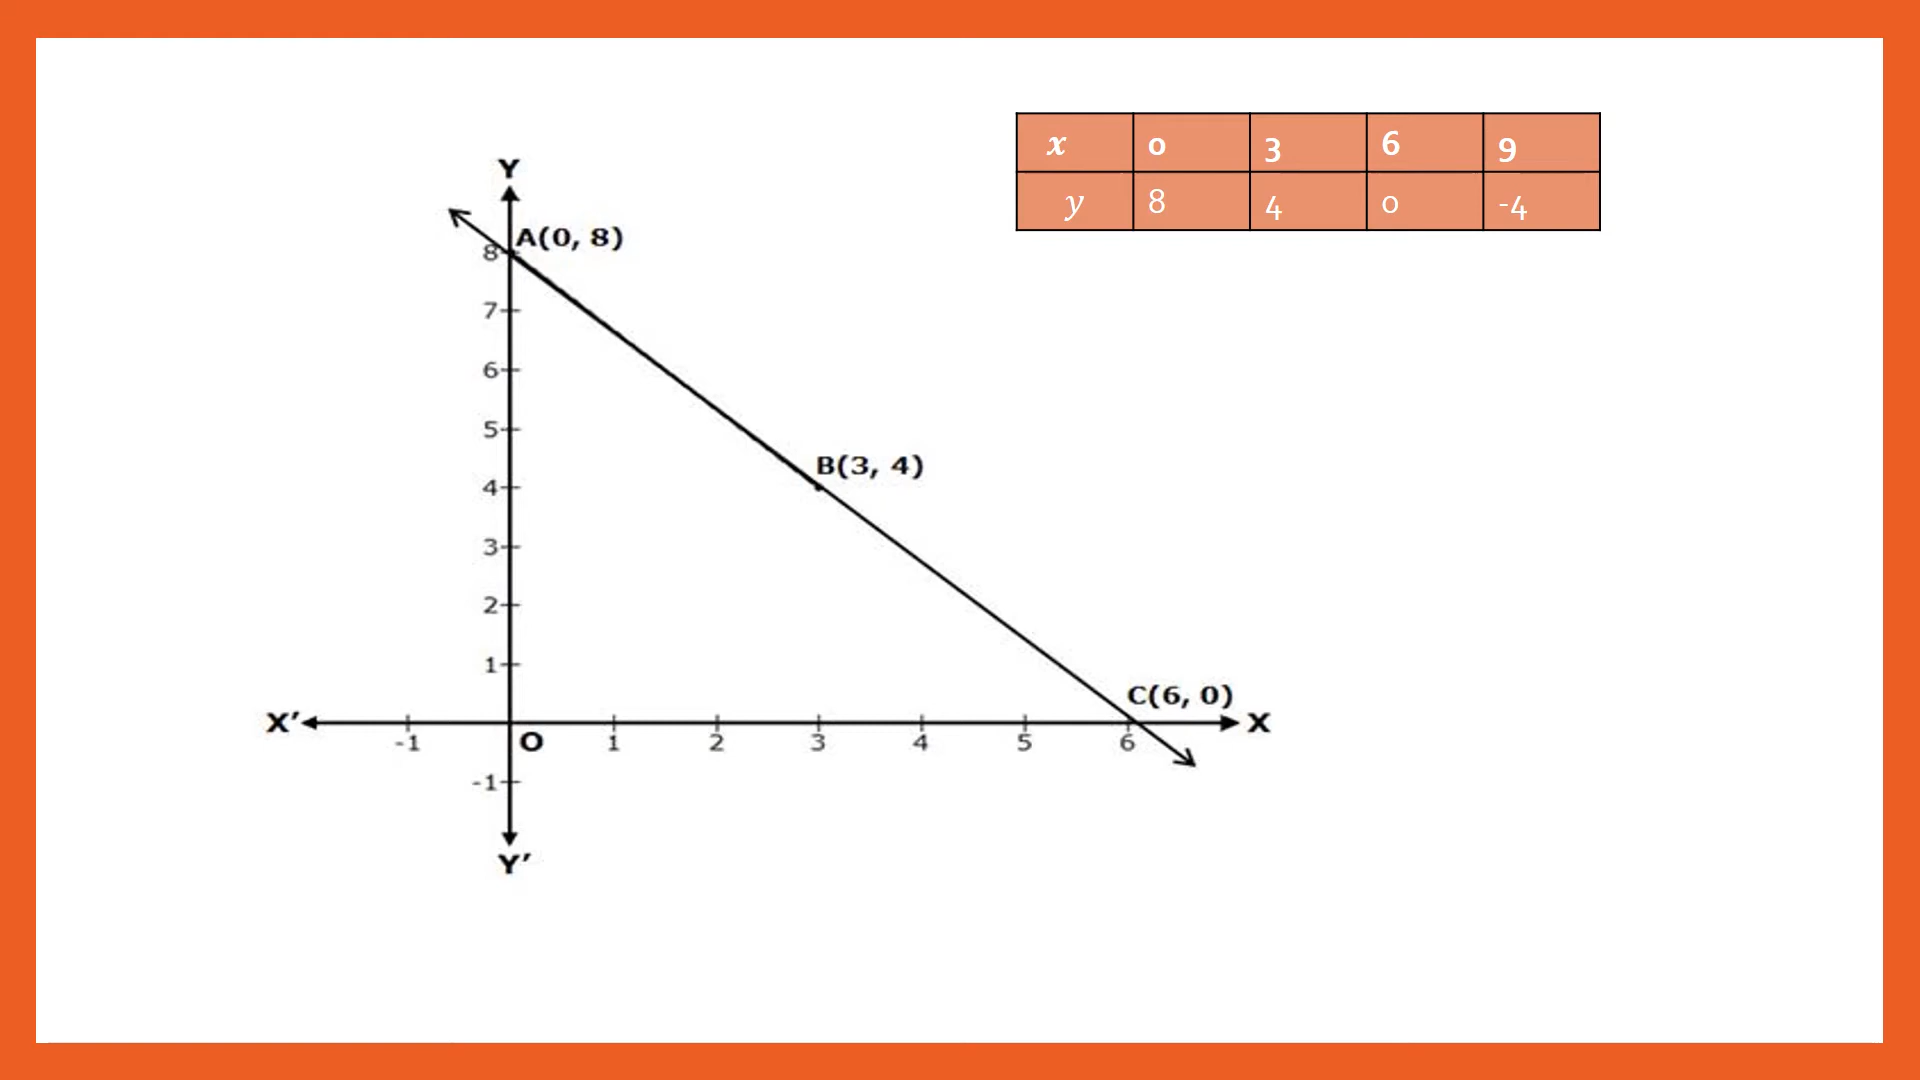 x 0 3 6 9
y 8 4 0 -4
Y
A(0, 8)
8
7
6
5
B(3, 4)
4
3
2
1
C(6, 0)
X′ X
-1 O 1 2 3 4 5 6
-1
Y′